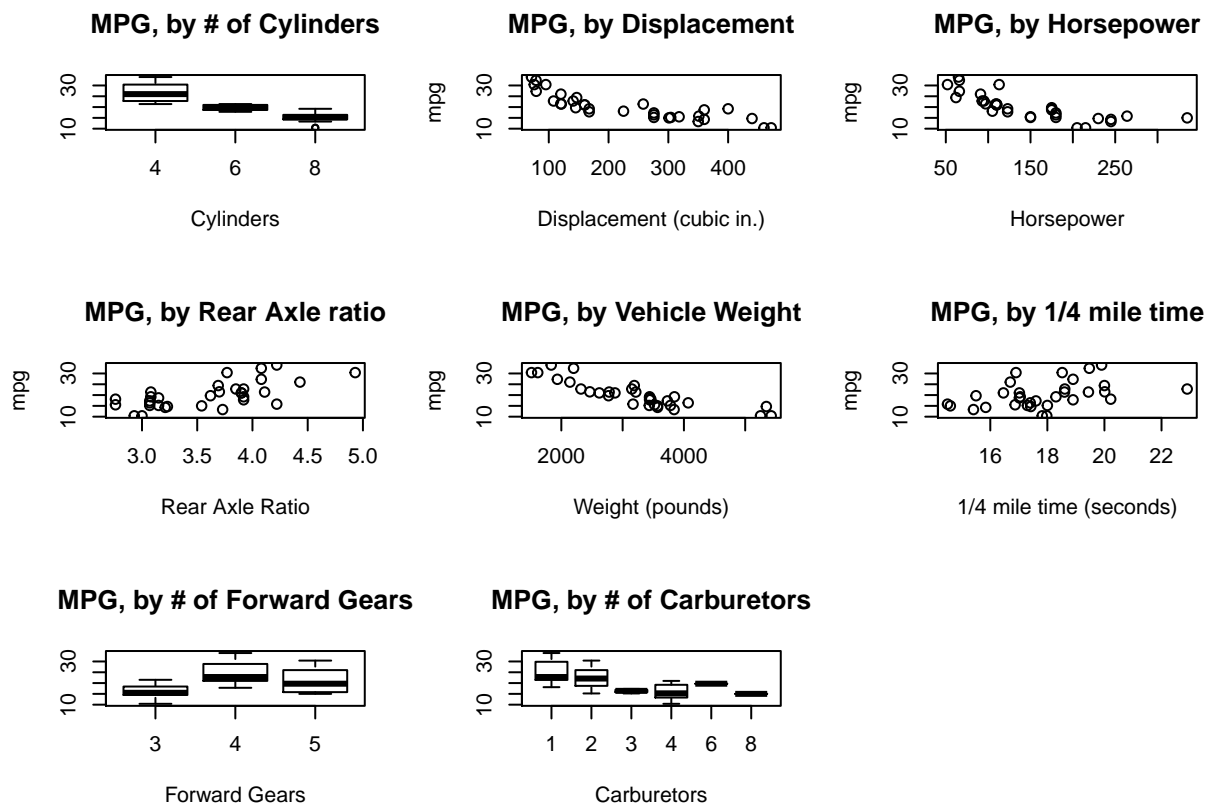 MPG, by # of Cylinders
10
30
4 6 8
Cylinders
MPG, by Displacement
mpg
10
30
100 200 300 400
Displacement (cubic in.)
MPG, by Horsepower
mpg
10
30
50 150 250
Horsepower
MPG, by Rear Axle ratio
mpg
10
30
3.0 3.5 4.0 4.5 5.0
Rear Axle Ratio
MPG, by Vehicle Weight
mpg
10
30
2000 4000
Weight (pounds)
MPG, by 1/4 mile time
mpg
10
30
16 18 20 22
1/4 mile time (seconds)
MPG, by # of Forward Gears
10
30
3 4 5
Forward Gears
MPG, by # of Carburetors
10
30
1 2 3 4 6 8
Carburetors